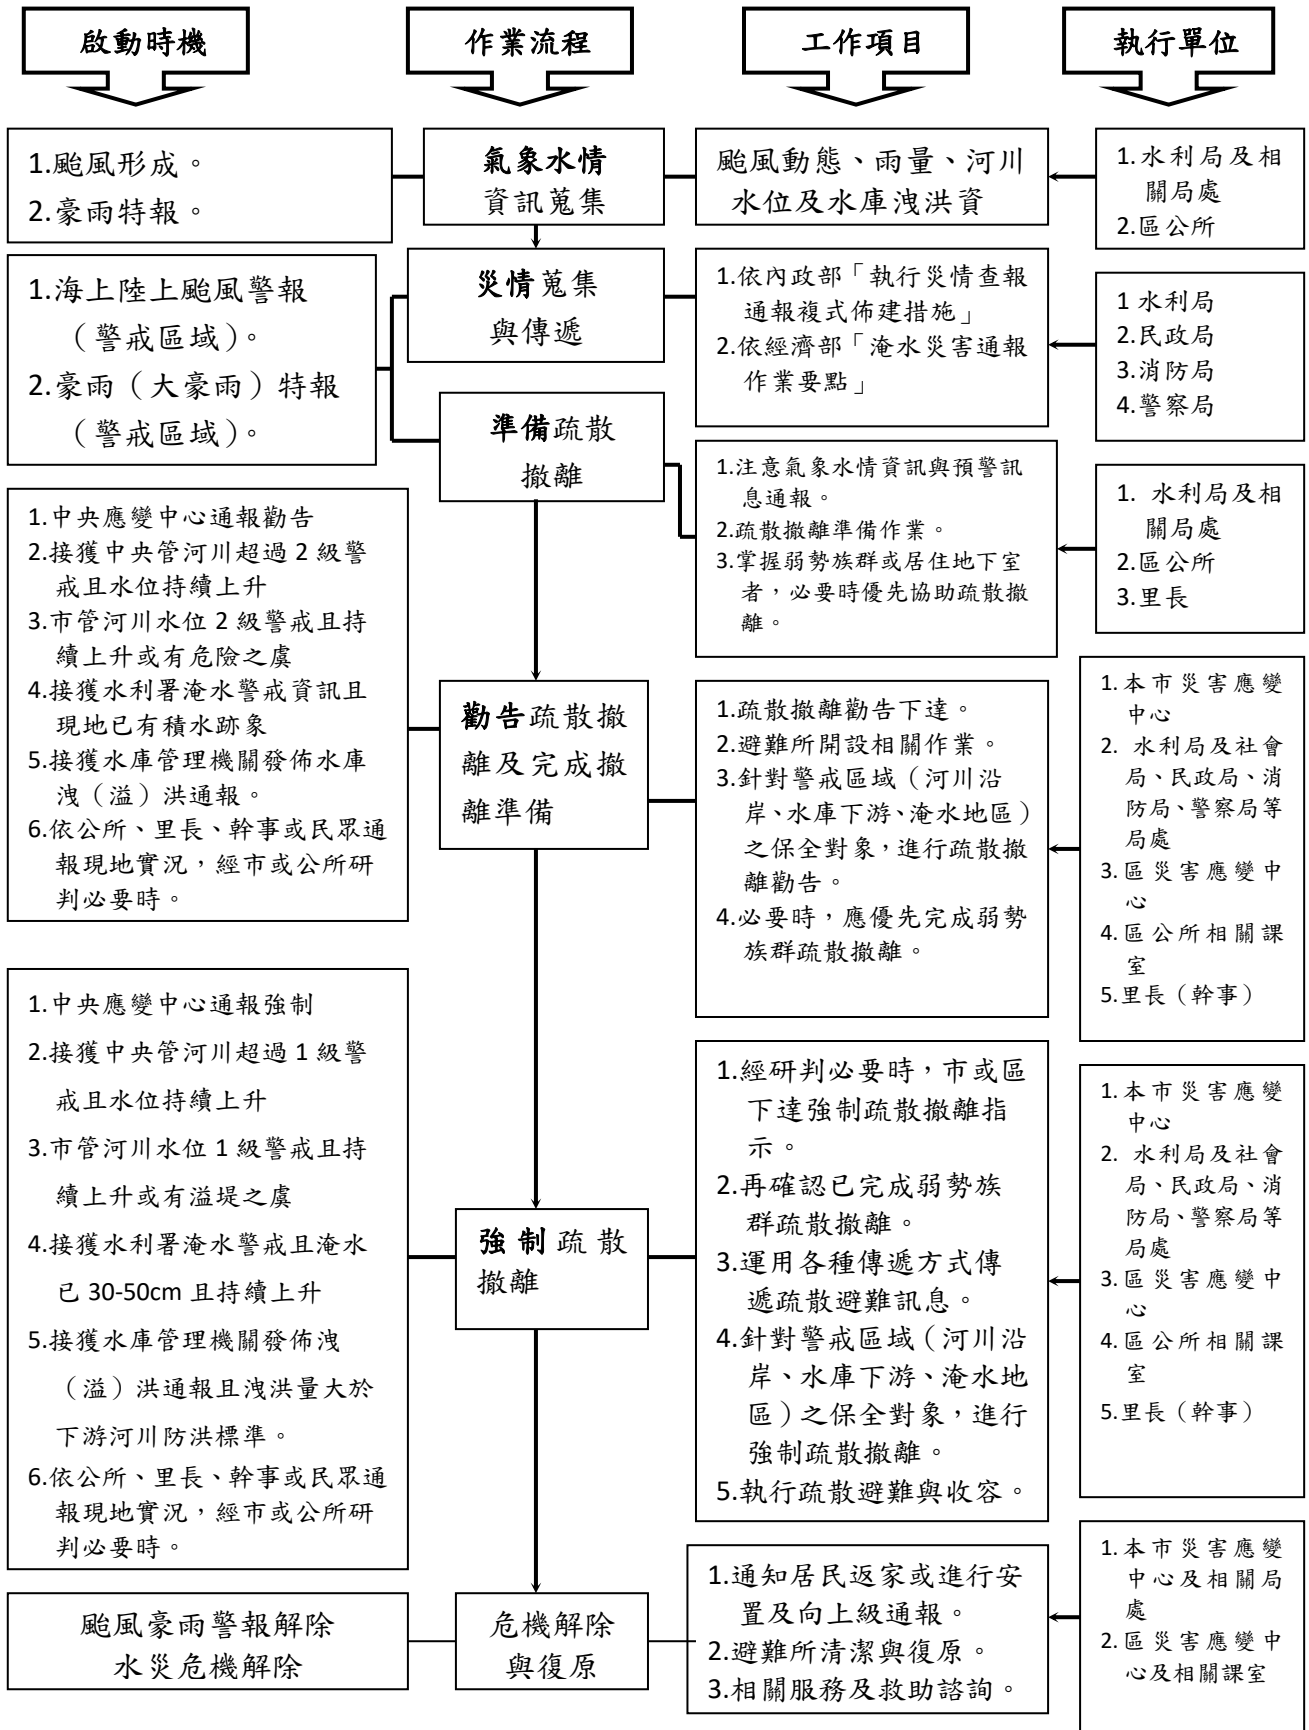 啟動時機
作業流程
工作項目
執行單位
1.颱風形成。
2.豪雨特報。
氣象水情
資訊蒐集
颱風動態、雨量、河川
水位及水庫洩洪資
1.水利局及相
關局處
2.區公所
1.海上陸上颱風警報
（警戒區域）。
2.豪雨（大豪雨）特報
（警戒區域）。
災情蒐集
與傳遞
1.依內政部「執行災情查報
通報複式佈建措施」
2.依經濟部「淹水災害通報
作業要點」
1 水利局
2.民政局
3.消防局
4.警察局
準備疏散
撤離
1.注意氣象水情資訊與預警訊
息通報。
2.疏散撤離準備作業。
3.掌握弱勢族群或居住地下室
者，必要時優先協助疏散撤
離。
1. 水利局及相
關局處
2.區公所
3.里長
1.中央應變中心通報勸告
2.接獲中央管河川超過 2 級警
戒且水位持續上升
3.市管河川水位 2 級警戒且持
續上升或有危險之虞
4.接獲水利署淹水警戒資訊且
現地已有積水跡象
5.接獲水庫管理機關發佈水庫
洩（溢）洪通報。
6.依公所、里長、幹事或民眾通
報現地實況，經市或公所研
判必要時。
勸告疏散撤
離及完成撤
離準備
1.疏散撤離勸告下達。
2.避難所開設相關作業。
3.針對警戒區域（河川沿
岸、水庫下游、淹水地區）
之保全對象，進行疏散撤
離勸告。
4.必要時，應優先完成弱勢
族群疏散撤離。
1.本市災害應變
中心
2. 水利局及社會
局、民政局、消
防局、警察局等
局處
3.區災害應變中
心
4.區公所相關課
室
5.里長（幹事）
1.中央應變中心通報強制
2.接獲中央管河川超過 1 級警
戒且水位持續上升
3.市管河川水位 1 級警戒且持
續上升或有溢堤之虞
4.接獲水利署淹水警戒且淹水
已 30-50cm 且持續上升
5.接獲水庫管理機關發佈洩
（溢）洪通報且洩洪量大於
下游河川防洪標準。
6.依公所、里長、幹事或民眾通
報現地實況，經市或公所研
判必要時。
強制疏散
撤離
1.經研判必要時，市或區
下達強制疏散撤離指
示。
2.再確認已完成弱勢族
群疏散撤離。
3.運用各種傳遞方式傳
遞疏散避難訊息。
4.針對警戒區域（河川沿
岸、水庫下游、淹水地
區）之保全對象，進行
強制疏散撤離。
5.執行疏散避難與收容。
1.本市災害應變
中心
2. 水利局及社會
局、民政局、消
防局、警察局等
局處
3.區災害應變中
心
4.區公所相關課
室
5.里長（幹事）
颱風豪雨警報解除
水災危機解除
危機解除
與復原
1.通知居民返家或進行安
置及向上級通報。
2.避難所清潔與復原。
3.相關服務及救助諮詢。
1.本市災害應變
中心及相關局
處
2.區災害應變中
心及相關課室